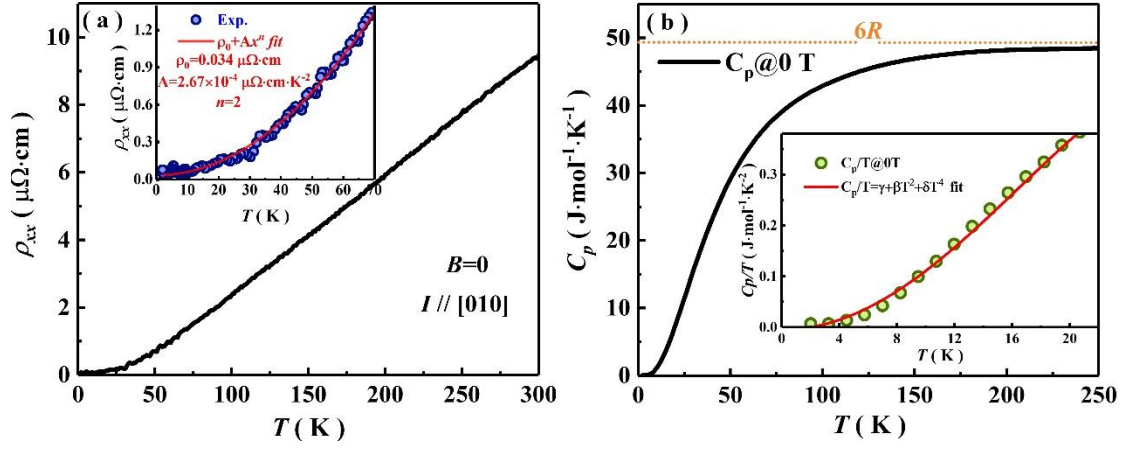 ( a )
ρxx ( μΩ·cm)
10
8
6
4
2
0
0 50 100 150 200 250 300
T ( K )
B=0
I // [010]
ρxx ( μΩ·cm)
1.2
0.9
0.6
0.3
0.0
0 10 20 30 40 50 60 70
T ( K )
Exp.
ρ₀+Axⁿ fit
ρ₀=0.034 μΩ·cm
A=2.67×10⁻⁴ μΩ·cm·K⁻²
n=2
( b )
Cp ( J·mol⁻¹·K⁻¹)
50
40
30
20
10
0
0 50 100 150 200 250
T ( K )
6R
Cp@0 T
Cp/T ( J·mol⁻¹·K⁻²)
0.3
0.2
0.1
0.0
4 8 12 16 20
T ( K )
Cp/T@0T
Cp/T=γ+βT²+δT⁴ fit